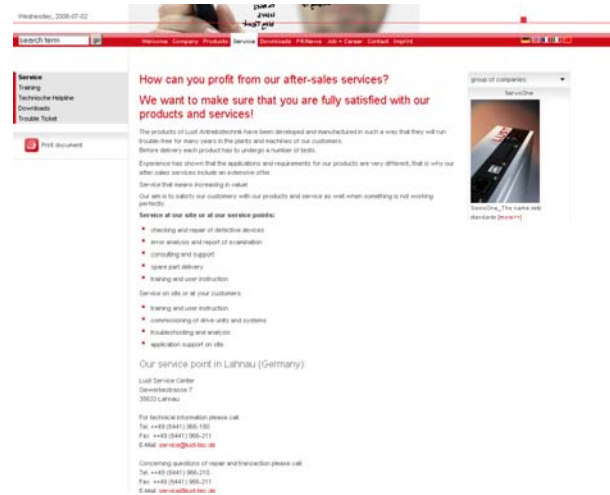 Wednesday, 2008-07-02
search term
Welcome Company Products Service Downloads PR/News Job + Career Contact Imprint
Service
Training
Technische Helpline
Downloads
Trouble Ticket
Print document
How can you profit from our after-sales services?
We want to make sure that you are fully satisfied with our
products and services!
The products of Lust Antriebstechnik have been developed and manufactured in such a way that they will run
trouble-free for many years in the plants and machines of our customers.
Before delivery each product has to undergo a number of tests.
Experience has shown that the applications and requirements for our products are very different, that is why our
after-sales services include an extensive offer.
Service that means increasing in value!
Our aim is to satisfy our customers with our products and service as well when something is not working
perfectly.
Service at our site or at our service points:
checking and repair of defective devices
error analysis and report of examination
consulting and support
spare part delivery
training and user instruction
Service on site or at your customers:
training and user instruction
commissioning of drive units and systems
troubleshooting and analysis
application support on site
Our service point in Lahnau (Germany):
Lust Service Center
Gewerbestrasse 7
35633 Lahnau
For technical information please call:
Tel. ++49 (6441) 966-180
Fax: ++49 (6441) 966-211
E-Mail: service@lust-tec.de
Concerning questions of repair and transaction please call:
Tel. ++49 (6441) 966-210
Fax: ++49 (6441) 966-211
E-Mail: service@lust-tec.de
group of companies
ServoOne
LUST
ServoOne_The name sets
standards [more>>]